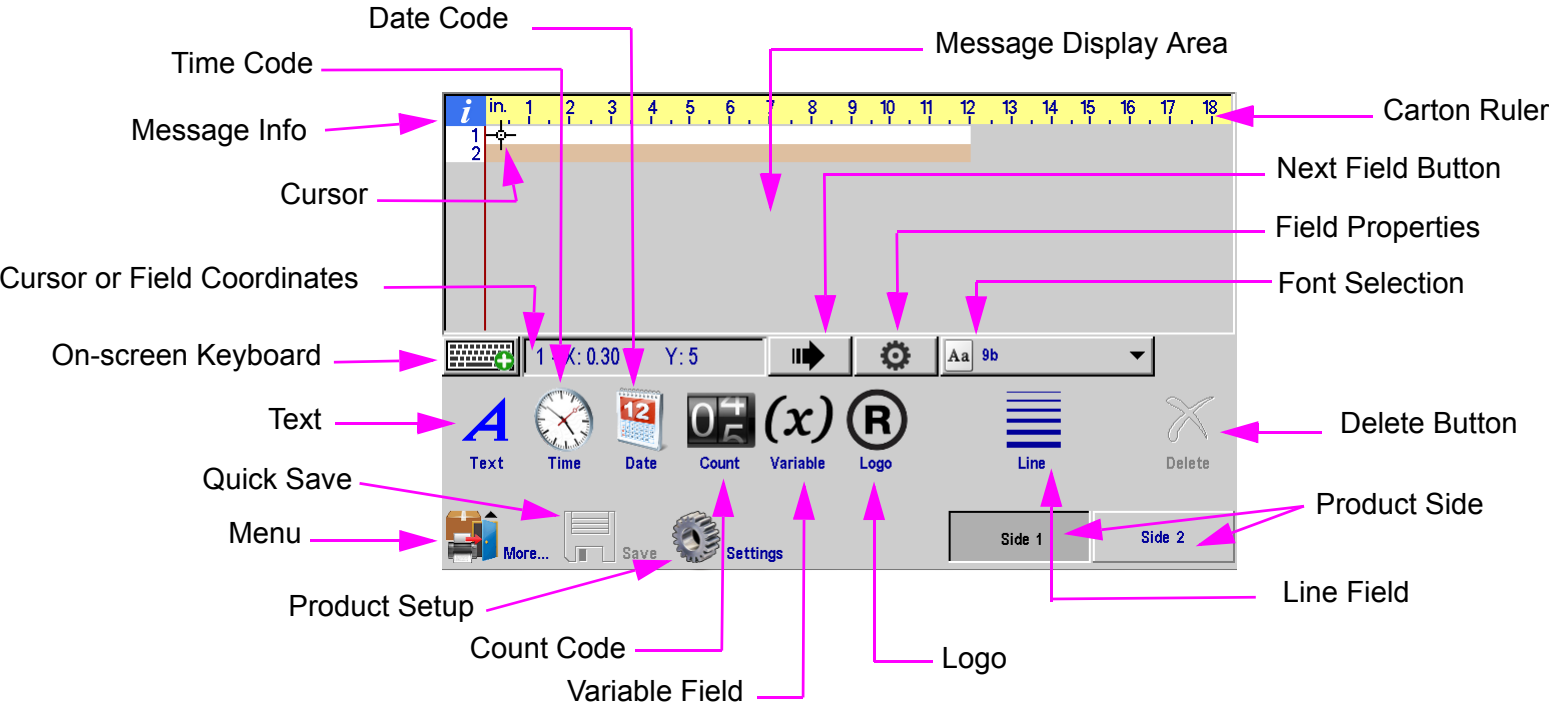 Date Code
Message Display Area
Time Code
in. 1 2 3 4 5 6 7 8 9 10 11 12 13 14 15 16 17 18
Carton Ruler
i
Message Info
1
2
Next Field Button
Cursor
Field Properties
Cursor or Field Coordinates
Font Selection
On-screen Keyboard
1 - X: 0.30 Y: 5
Aa 9b
12
045
(x)
R
Text
A
Delete Button
Text Time Date Count Variable Logo Line Delete
Quick Save
Product Side
Menu
Side 1 Side 2
More... Save Settings
Product Setup
Line Field
Count Code
Logo
Variable Field